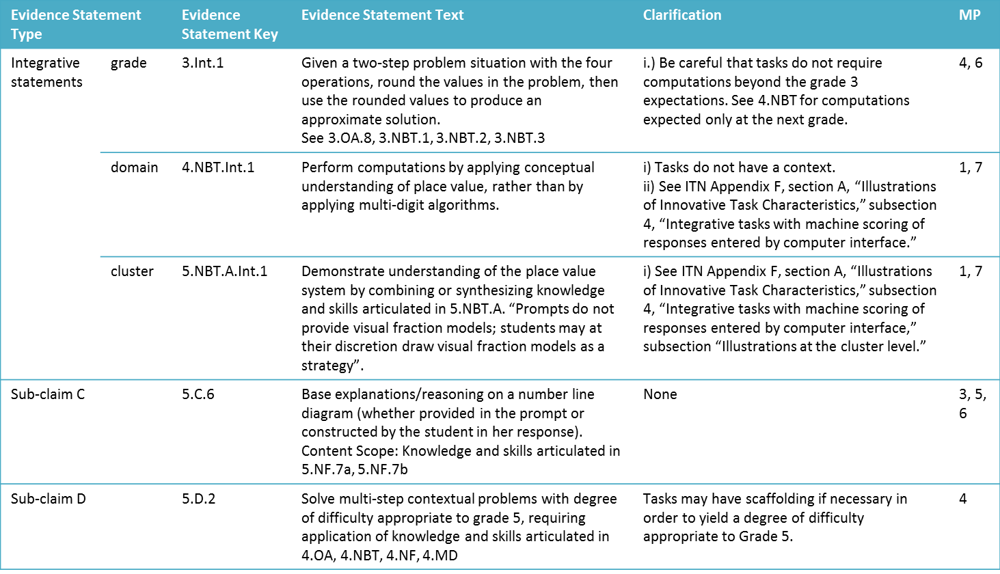 Evidence Statement Type
Evidence Statement Key
Evidence Statement Text
Clarification
MP
Integrative statements
grade
3.Int.1
Given a two-step problem situation with the four
operations, round the values in the problem, then
use the rounded values to produce an
approximate solution.
See 3.OA.8, 3.NBT.1, 3.NBT.2, 3.NBT.3
i.) Be careful that tasks do not require
computations beyond the grade 3
expectations. See 4.NBT for computations
expected only at the next grade.
4, 6
domain
4.NBT.Int.1
Perform computations by applying conceptual
understanding of place value, rather than by
applying multi-digit algorithms.
i) Tasks do not have a context.
ii) See ITN Appendix F, section A, “Illustrations
of Innovative Task Characteristics,” subsection
4, “Integrative tasks with machine scoring of
responses entered by computer interface.”
1, 7
cluster
5.NBT.A.Int.1
Demonstrate understanding of the place value
system by combining or synthesizing knowledge
and skills articulated in 5.NBT.A. “Prompts do not
provide visual fraction models; students may at
their discretion draw visual fraction models as a
strategy”.
i) See ITN Appendix F, section A, “Illustrations
of Innovative Task Characteristics,” subsection
4, “Integrative tasks with machine scoring of
responses entered by computer interface,”
subsection “Illustrations at the cluster level.”
1, 7
Sub-claim C
5.C.6
Base explanations/reasoning on a number line
diagram (whether provided in the prompt or
constructed by the student in her response).
Content Scope: Knowledge and skills articulated in
5.NF.7a, 5.NF.7b
None
3, 5,
6
Sub-claim D
5.D.2
Solve multi-step contextual problems with degree
of difficulty appropriate to grade 5, requiring
application of knowledge and skills articulated in
4.OA, 4.NBT, 4.NF, 4.MD
Tasks may have scaffolding if necessary in
order to yield a degree of difficulty
appropriate to Grade 5.
4